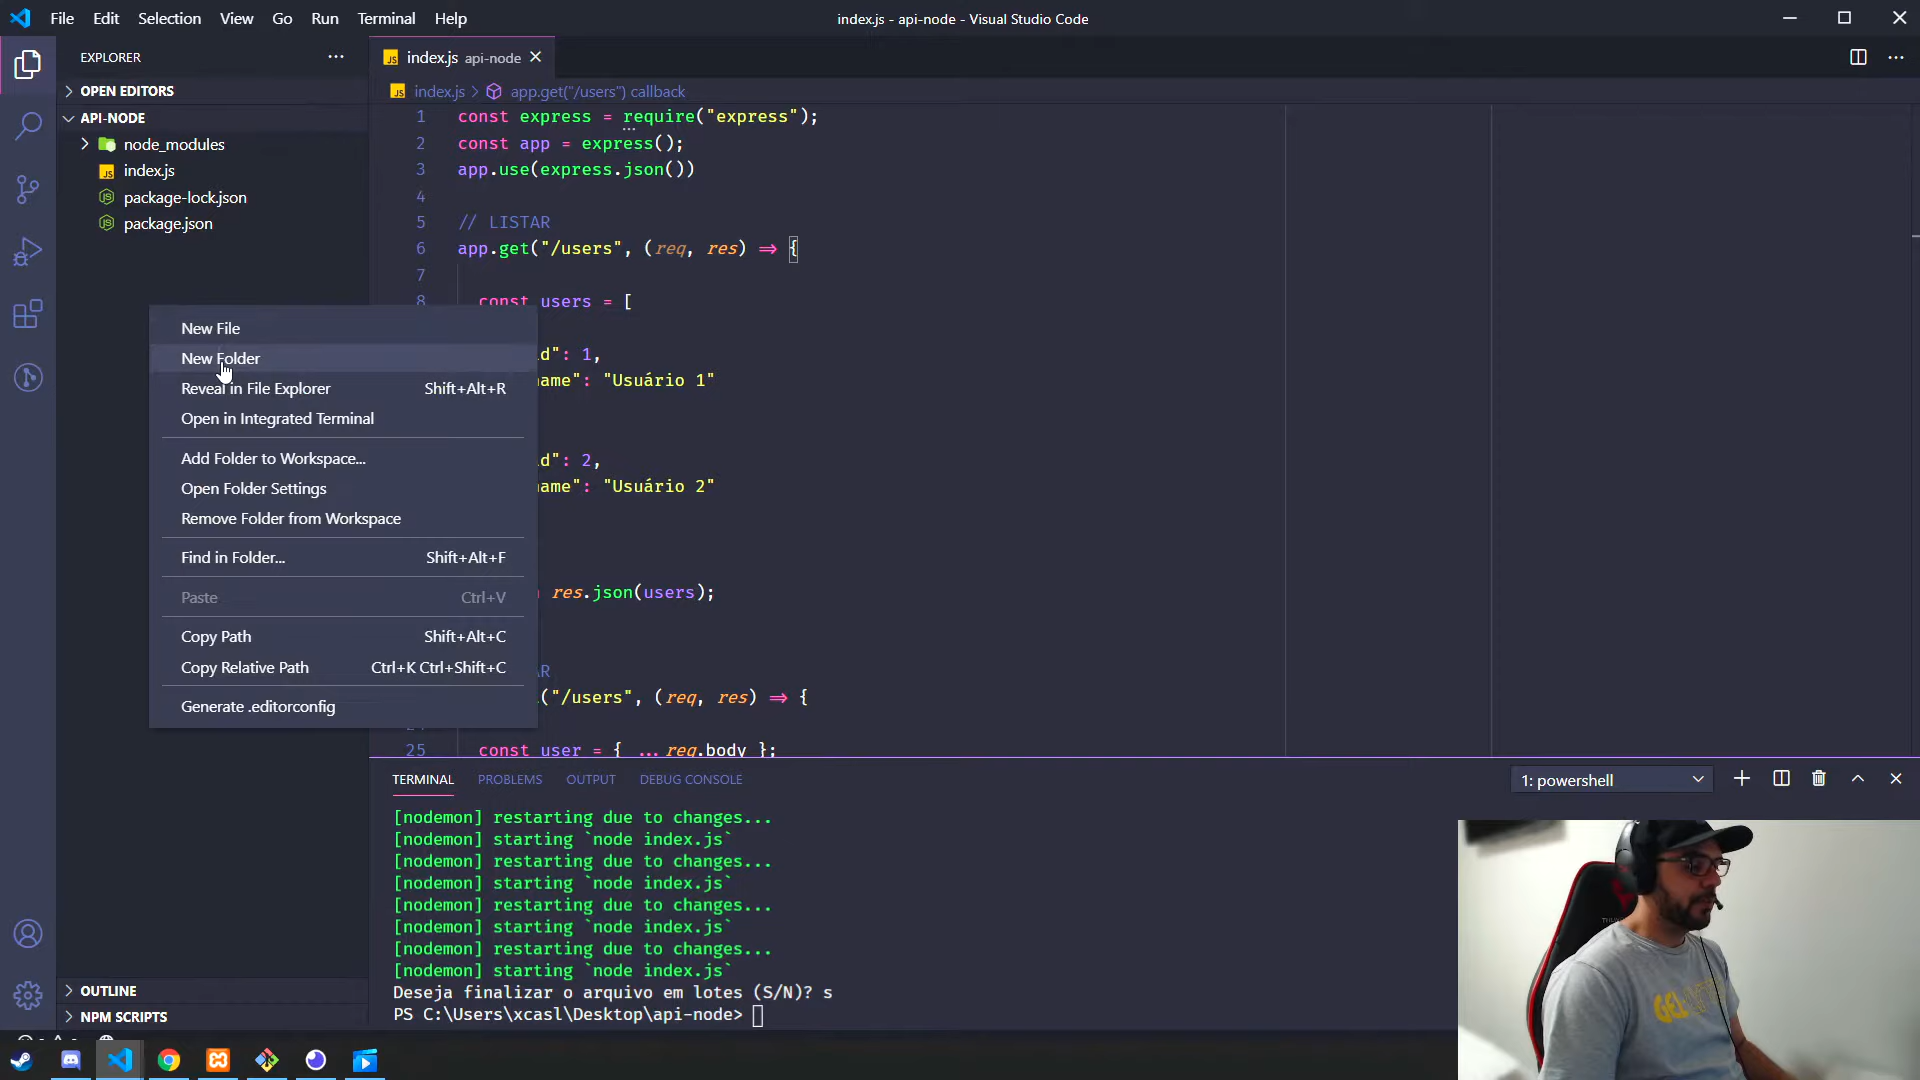 File Edit Selection View Go Run Terminal Help
index.js - api-node - Visual Studio Code
EXPLORER
OPEN EDITORS
API-NODE
node_modules
index.js
package-lock.json
package.json
OUTLINE
NPM SCRIPTS
New File
New Folder
Reveal in File Explorer Shift+Alt+R
Open in Integrated Terminal
Add Folder to Workspace...
Open Folder Settings
Remove Folder from Workspace
Find in Folder... Shift+Alt+F
Paste Ctrl+V
Copy Path Shift+Alt+C
Copy Relative Path Ctrl+K Ctrl+Shift+C
Generate .editorconfig
index.js api-node
index.js > app.get("/users") callback
1 const express = require("express");
2 const app = express();
3 app.use(express.json())
4
5 // LISTAR
6 app.get("/users", (req, res) => {
7
8 const users = [
d": 1,
ame": "Usuário 1"
d": 2,
ame": "Usuário 2"
res.json(users);
AR
("/users", (req, res) => {
25 const user = { ...req.body };
TERMINAL PROBLEMS OUTPUT DEBUG CONSOLE
1: powershell
[nodemon] restarting due to changes...
[nodemon] starting `node index.js`
[nodemon] restarting due to changes...
[nodemon] starting `node index.js`
[nodemon] restarting due to changes...
[nodemon] starting `node index.js`
[nodemon] restarting due to changes...
[nodemon] starting `node index.js`
Deseja finalizar o arquivo em lotes (S/N)? s
PS C:\Users\xcasl\Desktop\api-node>